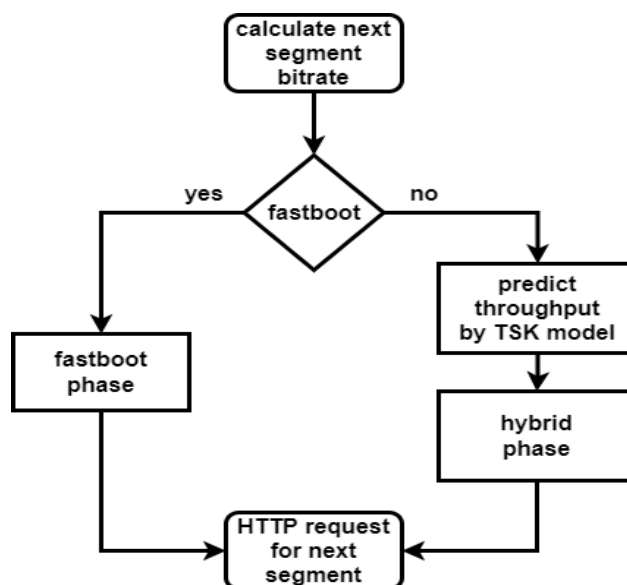 calculate next
segment
bitrate
yes
fastboot
no
predict
throughput
by TSK model
fastboot
phase
hybrid
phase
HTTP request
for next
segment